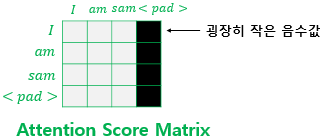 I am sam < pad >
I
am
sam
< pad >
굉장히 작은 음수값
Attention Score Matrix